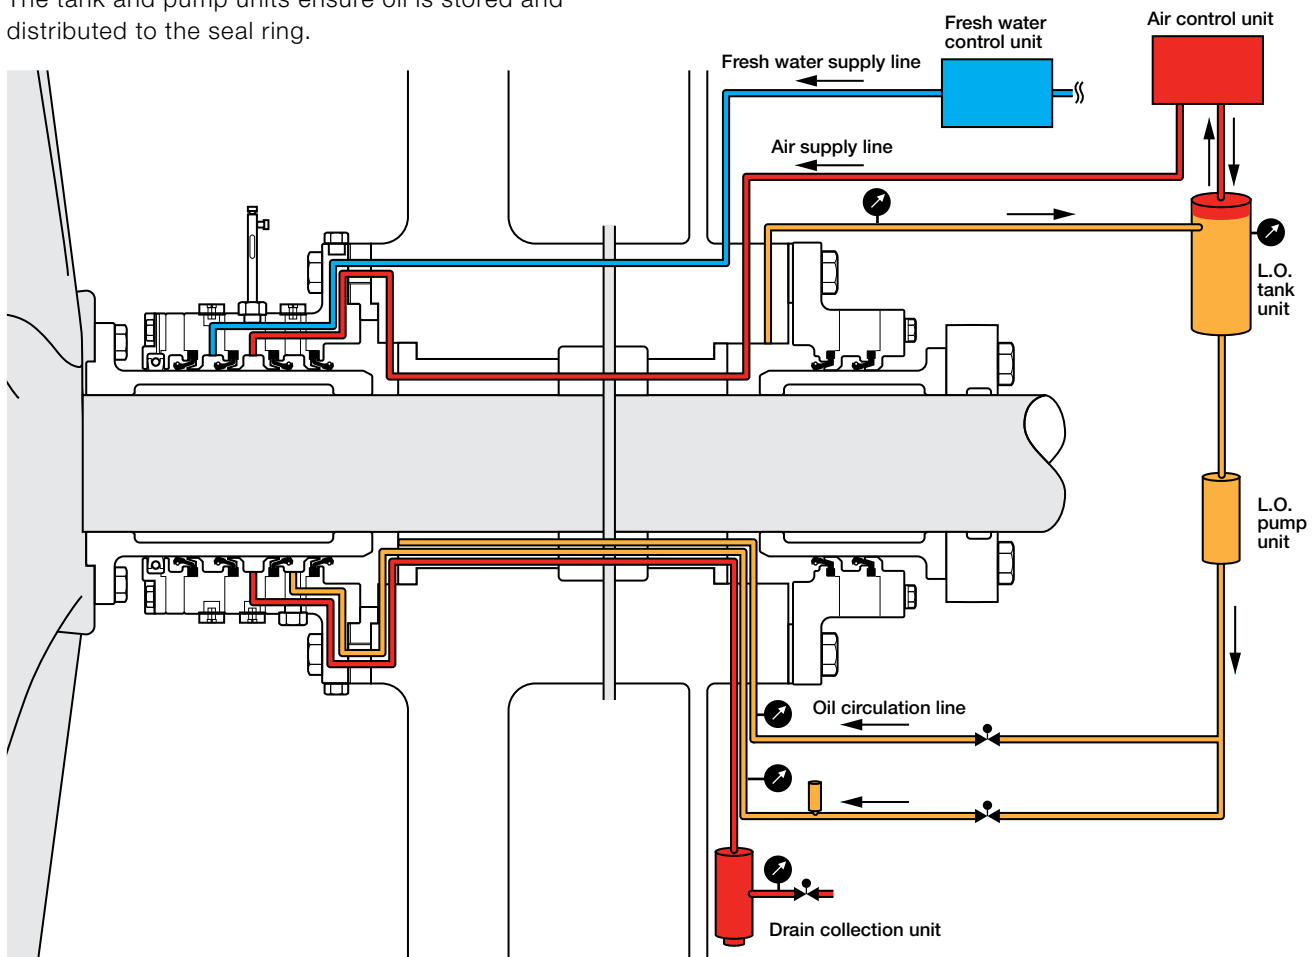 The tank and pump units ensure oil is stored and
distributed to the seal ring.
Fresh water
control unit
Air control unit
Fresh water supply line
Air supply line
L.O.
tank
unit
L.O.
pump
unit
Oil circulation line
Drain collection unit